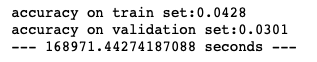 accuracy on train set:0.0428
accuracy on validation set:0.0301
--- 168971.44274187088 seconds ---